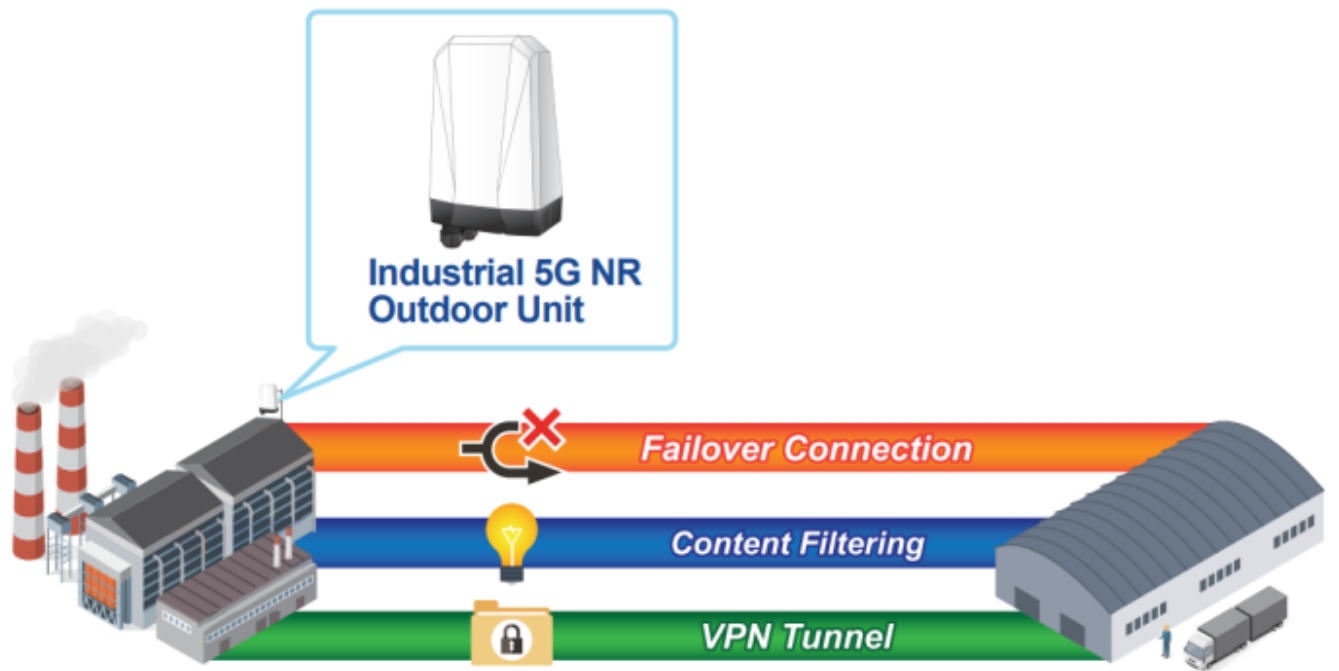 Industrial 5G NR
Outdoor Unit
Failover Connection
Content Filtering
VPN Tunnel